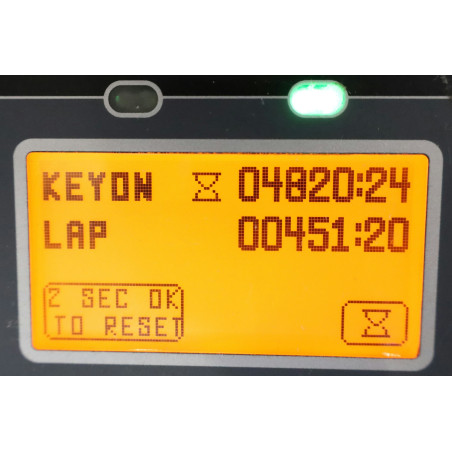 KEYON 04820:24
LAP 00451:20
2 SEC OK
TO RESET